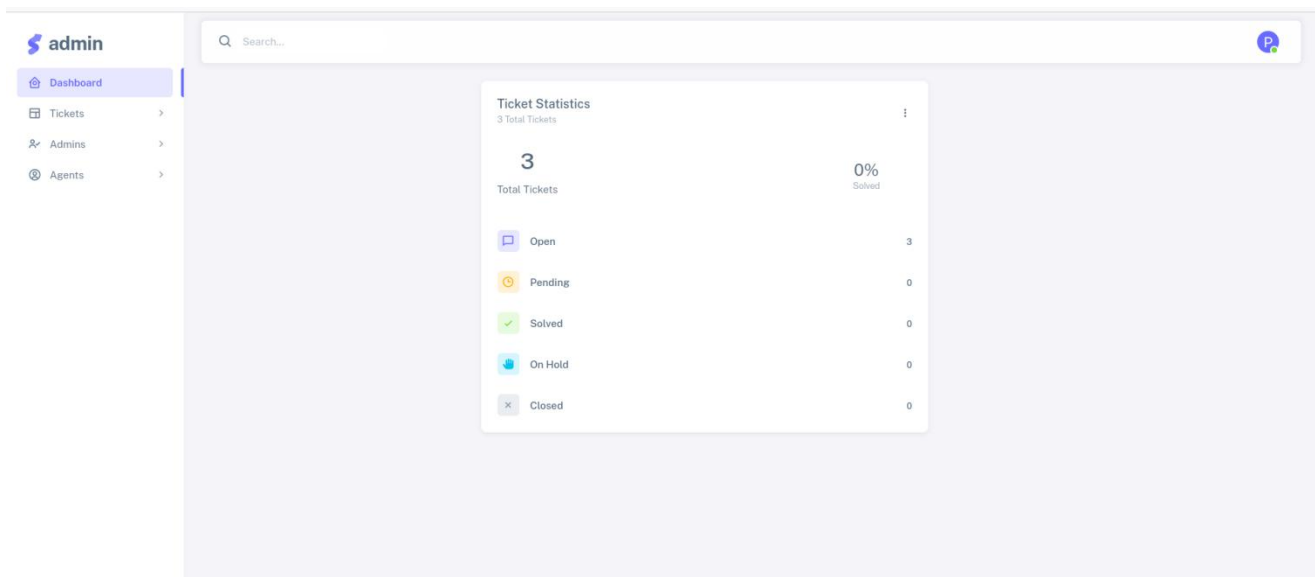 admin
Search...
P
Dashboard
Tickets
Admins
Agents
Ticket Statistics
3 Total Tickets
3
Total Tickets
0%
Solved
Open 3
Pending 0
Solved 0
On Hold 0
Closed 0